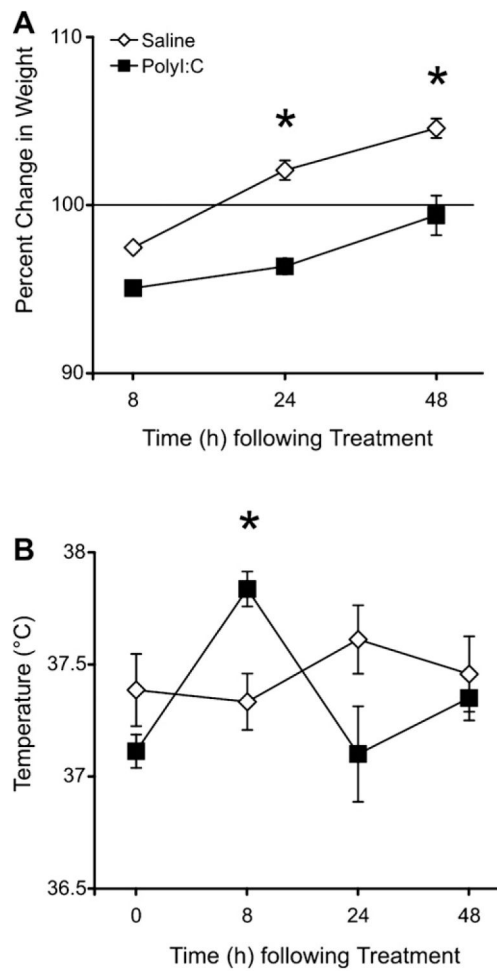 A
110
Saline
PolyI:C
*
*
Percent Change in Weight
100
90
8
24
48
Time (h) following Treatment
B
*
38
37.5
Temperature (°C)
37
36.5
0
8
24
48
Time (h) following Treatment